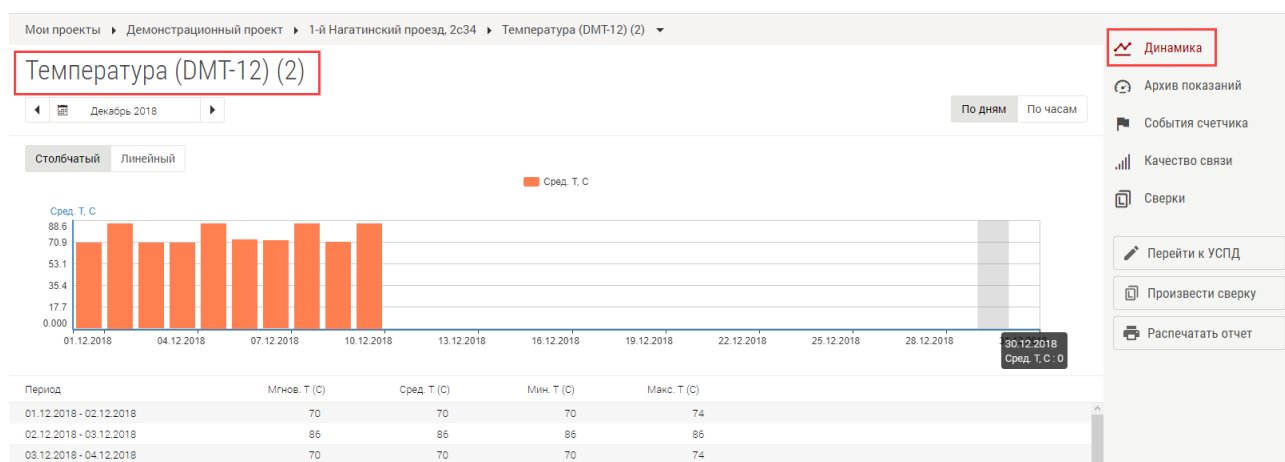 Мои проекты Демонстрационный проект 1-й Нагатинский проезд, 2с34 Температура (DMT-12) (2)
Температура (DMT-12) (2)
Декабрь 2018
По дням По часам
Столбчатый Линейный
Сред. Т, С
Сред. Т, С
88.6
70.9
53.1
35.4
17.7
0.000
01.12.2018 04.12.2018 07.12.2018 10.12.2018 13.12.2018 16.12.2018 19.12.2018 22.12.2018 25.12.2018 28.12.2018
30.12.2018
Сред. Т, С : 0
Период Мгнов. Т (С) Сред. Т (С) Мин. Т (С) Макс. Т (С)
01.12.2018 - 02.12.2018 70 70 70 74
02.12.2018 - 03.12.2018 86 86 86 86
03.12.2018 - 04.12.2018 70 70 70 74
Динамика
Архив показаний
События счетчика
Качество связи
Сверки
Перейти к УСПД
Произвести сверку
Распечатать отчет